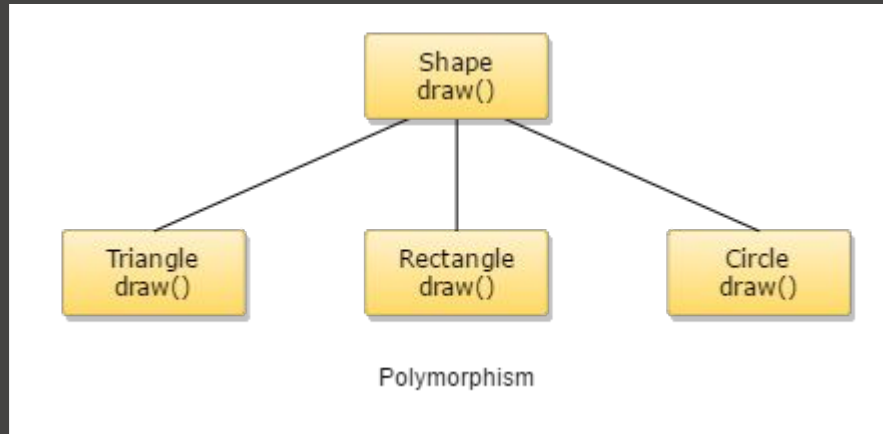 Shape
draw()
Triangle
draw()
Rectangle
draw()
Circle
draw()
Polymorphism